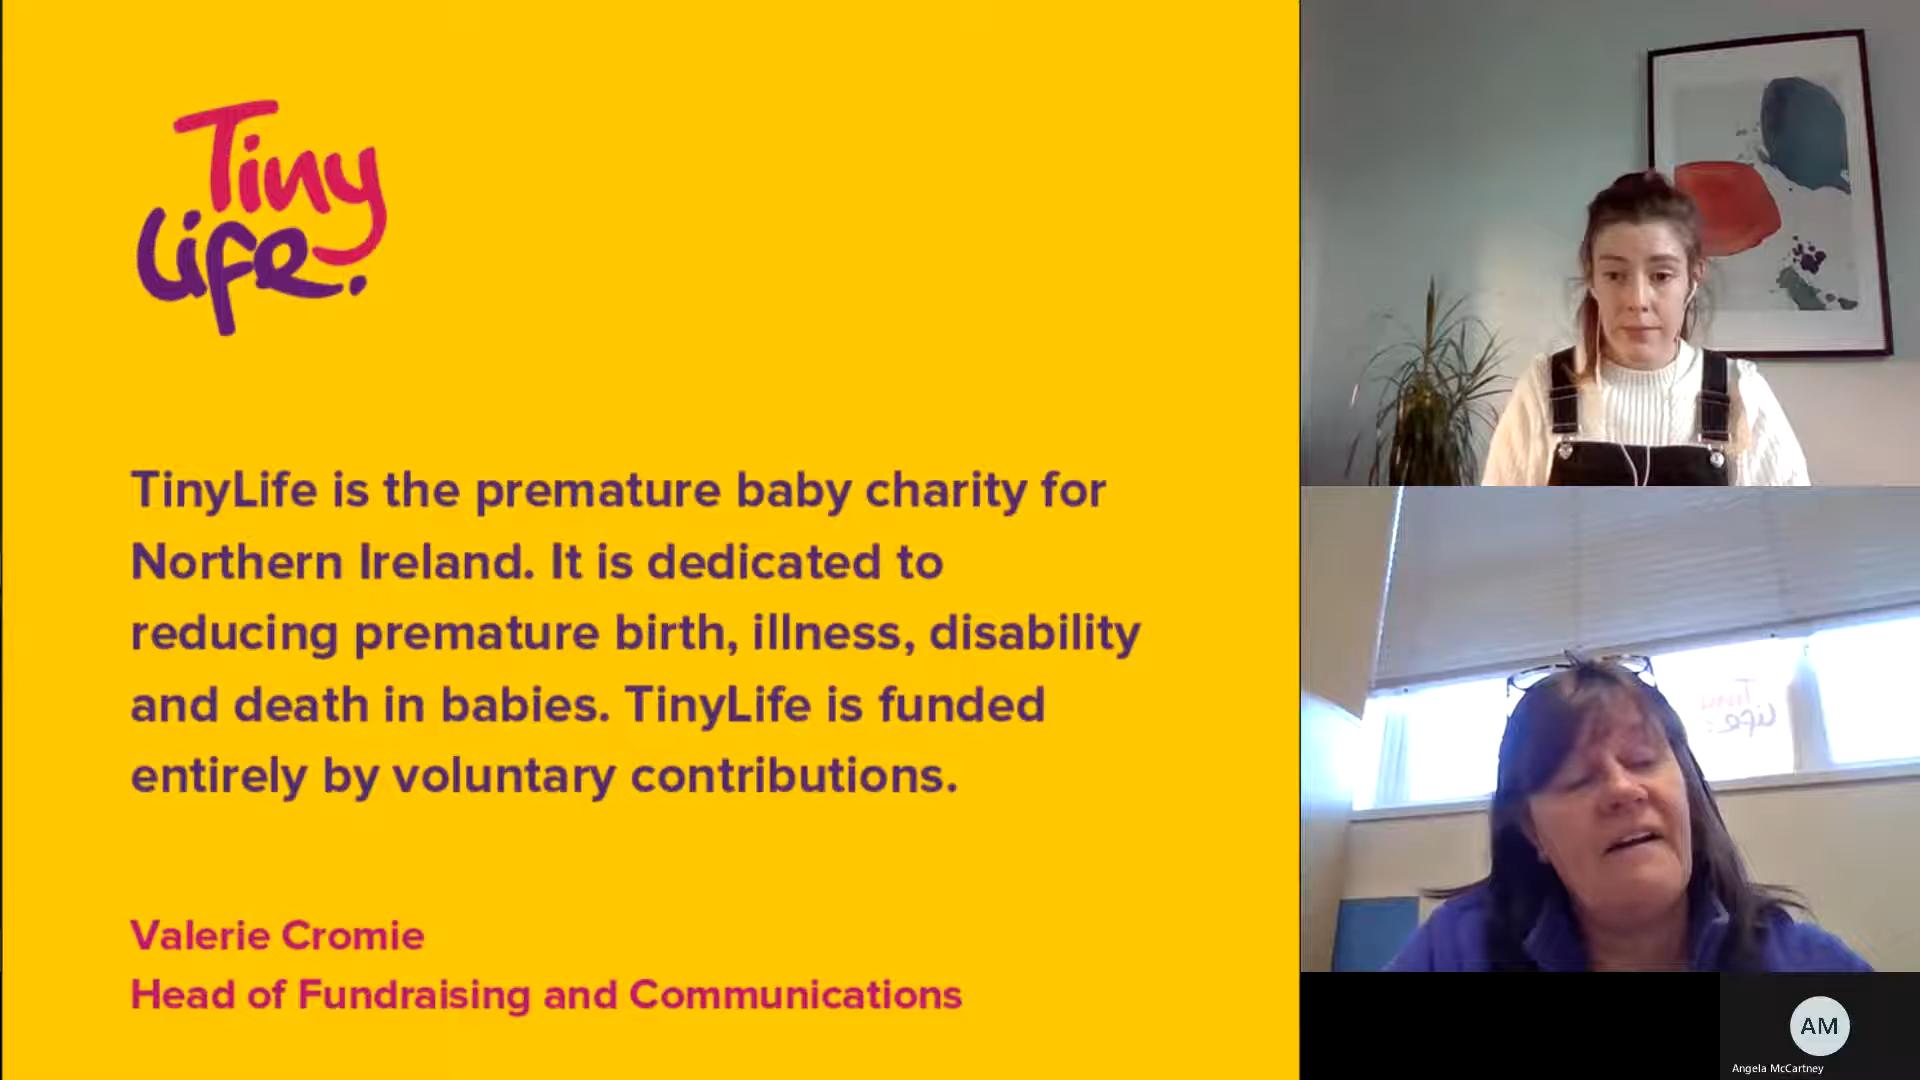 Tiny
Life.
TinyLife is the premature baby charity for
Northern Ireland. It is dedicated to
reducing premature birth, illness, disability
and death in babies. TinyLife is funded
entirely by voluntary contributions.
Valerie Cromie
Head of Fundraising and Communications
Tiny
Life.
AM
Angela McCartney